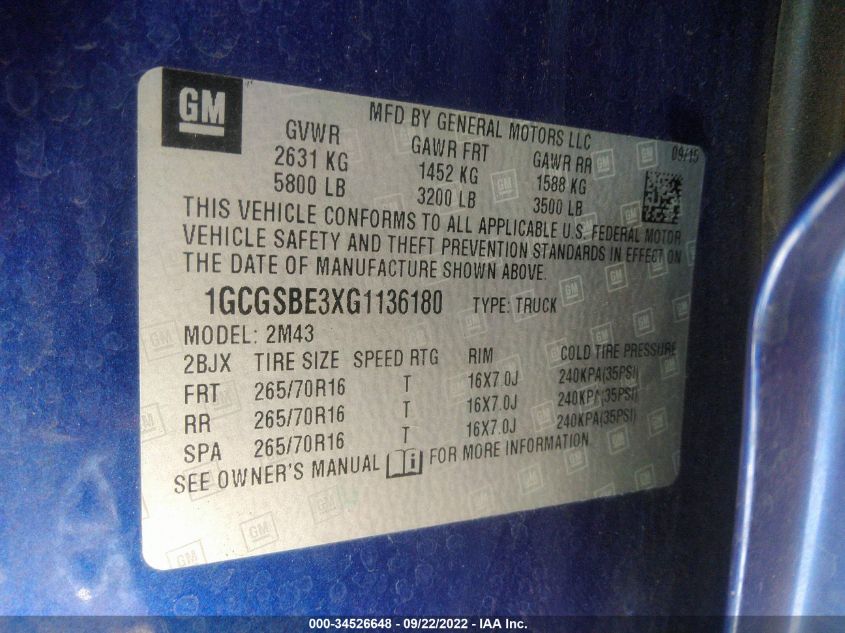 GM
MFD BY GENERAL MOTORS LLC
09/15
GVWR GAWR FRT GAWR RR
2631 KG 1452 KG 1588 KG
5800 LB 3200 LB 3500 LB
THIS VEHICLE CONFORMS TO ALL APPLICABLE U.S. FEDERAL MOTOR
VEHICLE SAFETY AND THEFT PREVENTION STANDARDS IN EFFECT ON
THE DATE OF MANUFACTURE SHOWN ABOVE.
1GCGSBE3XG1136180 TYPE: TRUCK
MODEL: 2M43
2BJX TIRE SIZE SPEED RTG RIM COLD TIRE PRESSURE
FRT 265/70R16 T 16X7.0J 240KPA(35PSI)
RR 265/70R16 T 16X7.0J 240KPA(35PSI)
SPA 265/70R16 T 16X7.0J 240KPA(35PSI)
SEE OWNER'S MANUAL i FOR MORE INFORMATION
000-34526648 - 09/22/2022 - IAA Inc.